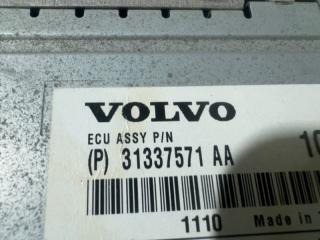 VOLVO
ECU ASSY P/N
(P) 31337571 AA
1110 Made in